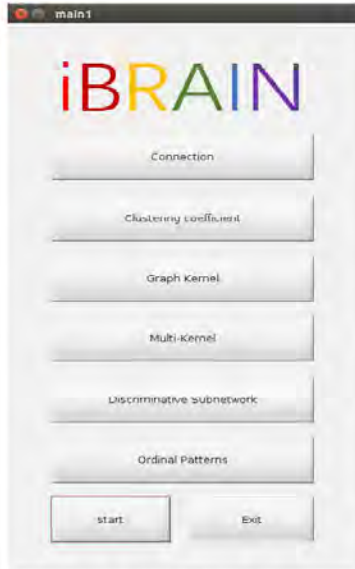 main1
iBRAIN
Connection
Clustering coefficient
Graph Kernel
Multi-Kernel
Discriminative Subnetwork
Ordinal Patterns
start
Exit